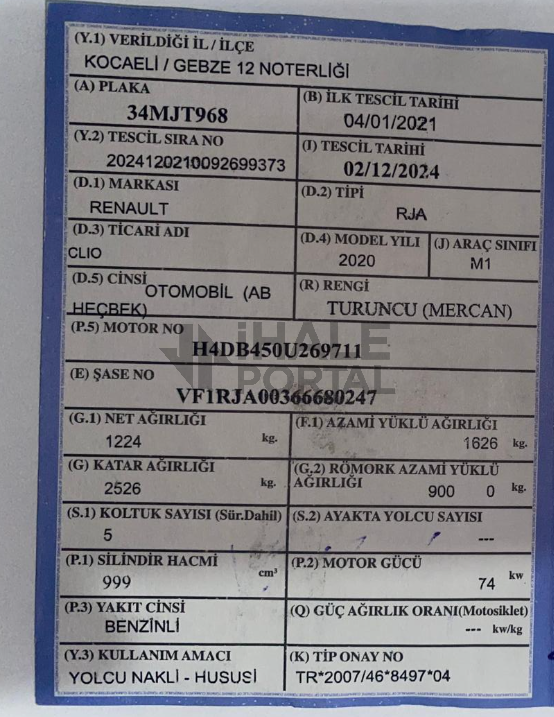 (Y.1) VERİLDİĞİ İL / İLÇE
KOCAELİ / GEBZE 12 NOTERLİĞİ
(A) PLAKA
34MJT968
(B) İLK TESCİL TARİHİ
04/01/2021
(Y.2) TESCİL SIRA NO
2024120210092699373
(I) TESCİL TARİHİ
02/12/2024
(D.1) MARKASI
RENAULT
(D.2) TİPİ
RJA
(D.3) TİCARİ ADI
CLIO
(D.4) MODEL YILI
2020
(J) ARAÇ SINIFI
M1
(D.5) CİNSİ
OTOMOBİL (AB
HEÇBEK)
(R) RENGİ
TURUNCU (MERCAN)
(P.5) MOTOR NO
H4DB450U269711
İHALE
PORTAL
(E) ŞASE NO
VF1RJA00366680247
(G.1) NET AĞIRLIĞI
1224 kg.
(F.1) AZAMİ YÜKLÜ AĞIRLIĞI
1626 kg.
(G) KATAR AĞIRLIĞI
2526 kg.
(G.2) RÖMORK AZAMİ YÜKLÜ
AĞIRLIĞI
900 0 kg.
(S.1) KOLTUK SAYISI (Sür.Dahil)
5
(S.2) AYAKTA YOLCU SAYISI
---
(P.1) SİLİNDİR HACMİ
999 cm³
(P.2) MOTOR GÜCÜ
74 kw
(P.3) YAKIT CİNSİ
BENZİNLİ
(Q) GÜÇ AĞIRLIK ORANI(Motosiklet)
--- kw/kg
(Y.3) KULLANIM AMACI
YOLCU NAKLİ - HUSUSİ
(K) TİP ONAY NO
TR*2007/46*8497*04